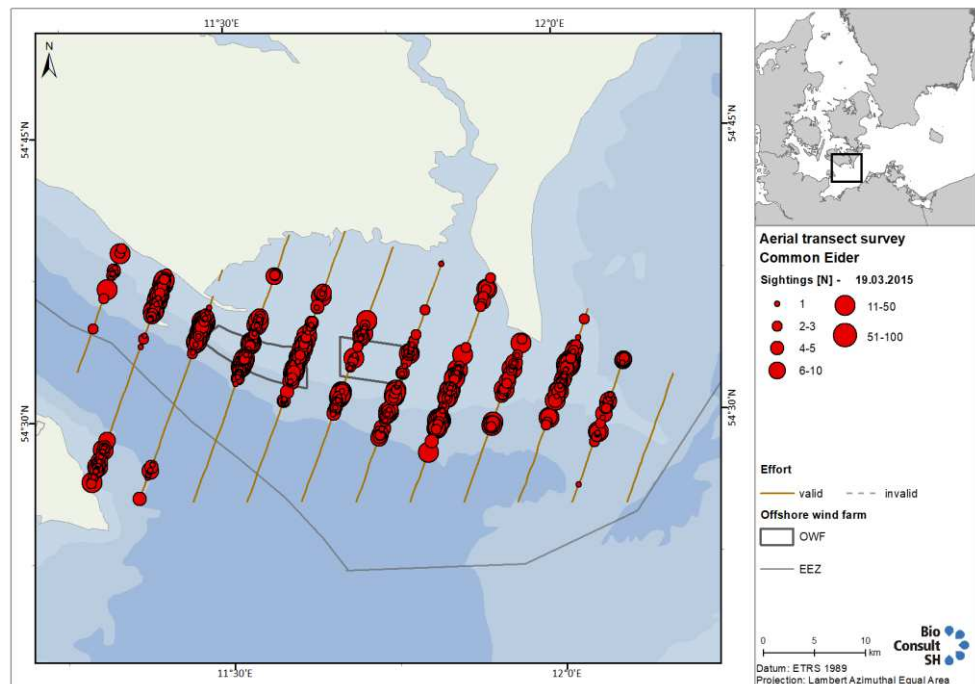 11°30'E
12°0'E
N
54°45'N
54°45'N
54°30'N
54°30'N
11°30'E
12°0'E
Aerial transect survey
Common Eider
Sightings [N] - 19.03.2015
1
2-3
4-5
6-10
11-50
51-100
Effort
valid
invalid
Offshore wind farm
OWF
EEZ
0 5 10
km
Bio
Consult
SH
Datum: ETRS 1989
Projection: Lambert Azimuthal Equal Area